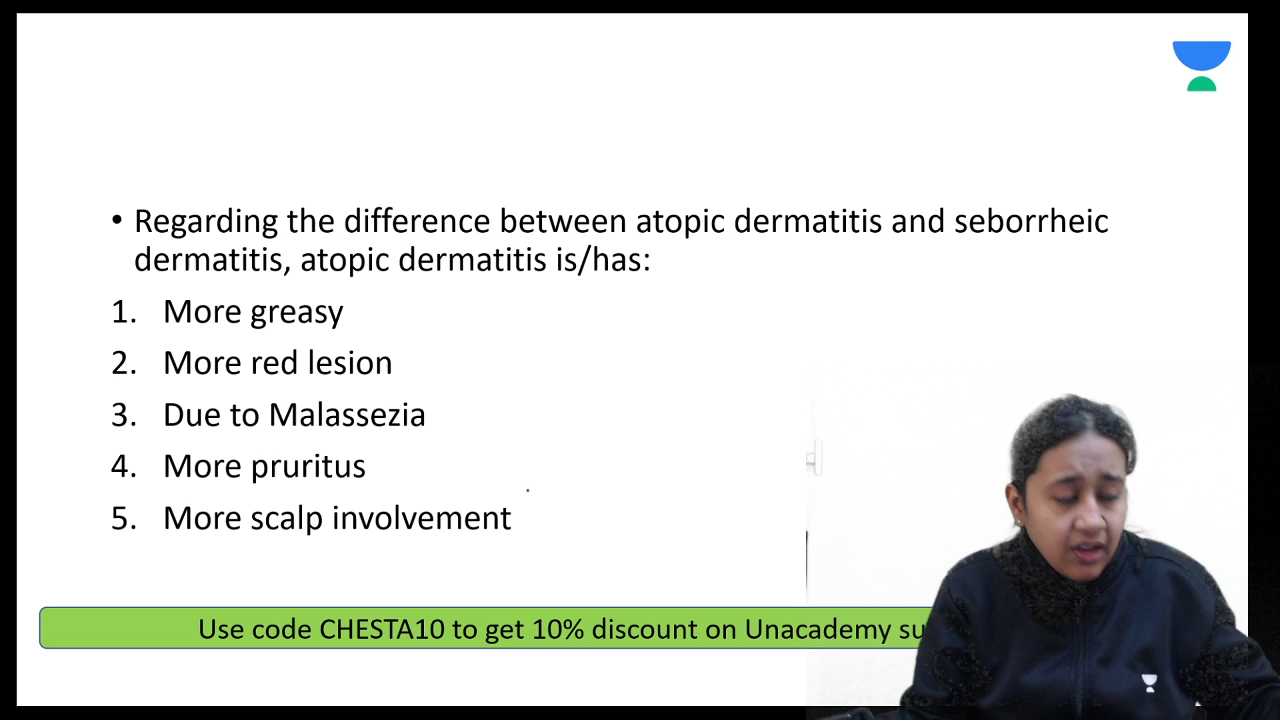 • Regarding the difference between atopic dermatitis and seborrheic
dermatitis, atopic dermatitis is/has:
1. More greasy
2. More red lesion
3. Due to Malassezia
4. More pruritus
5. More scalp involvement
Use code CHESTA10 to get 10% discount on Unacademy su